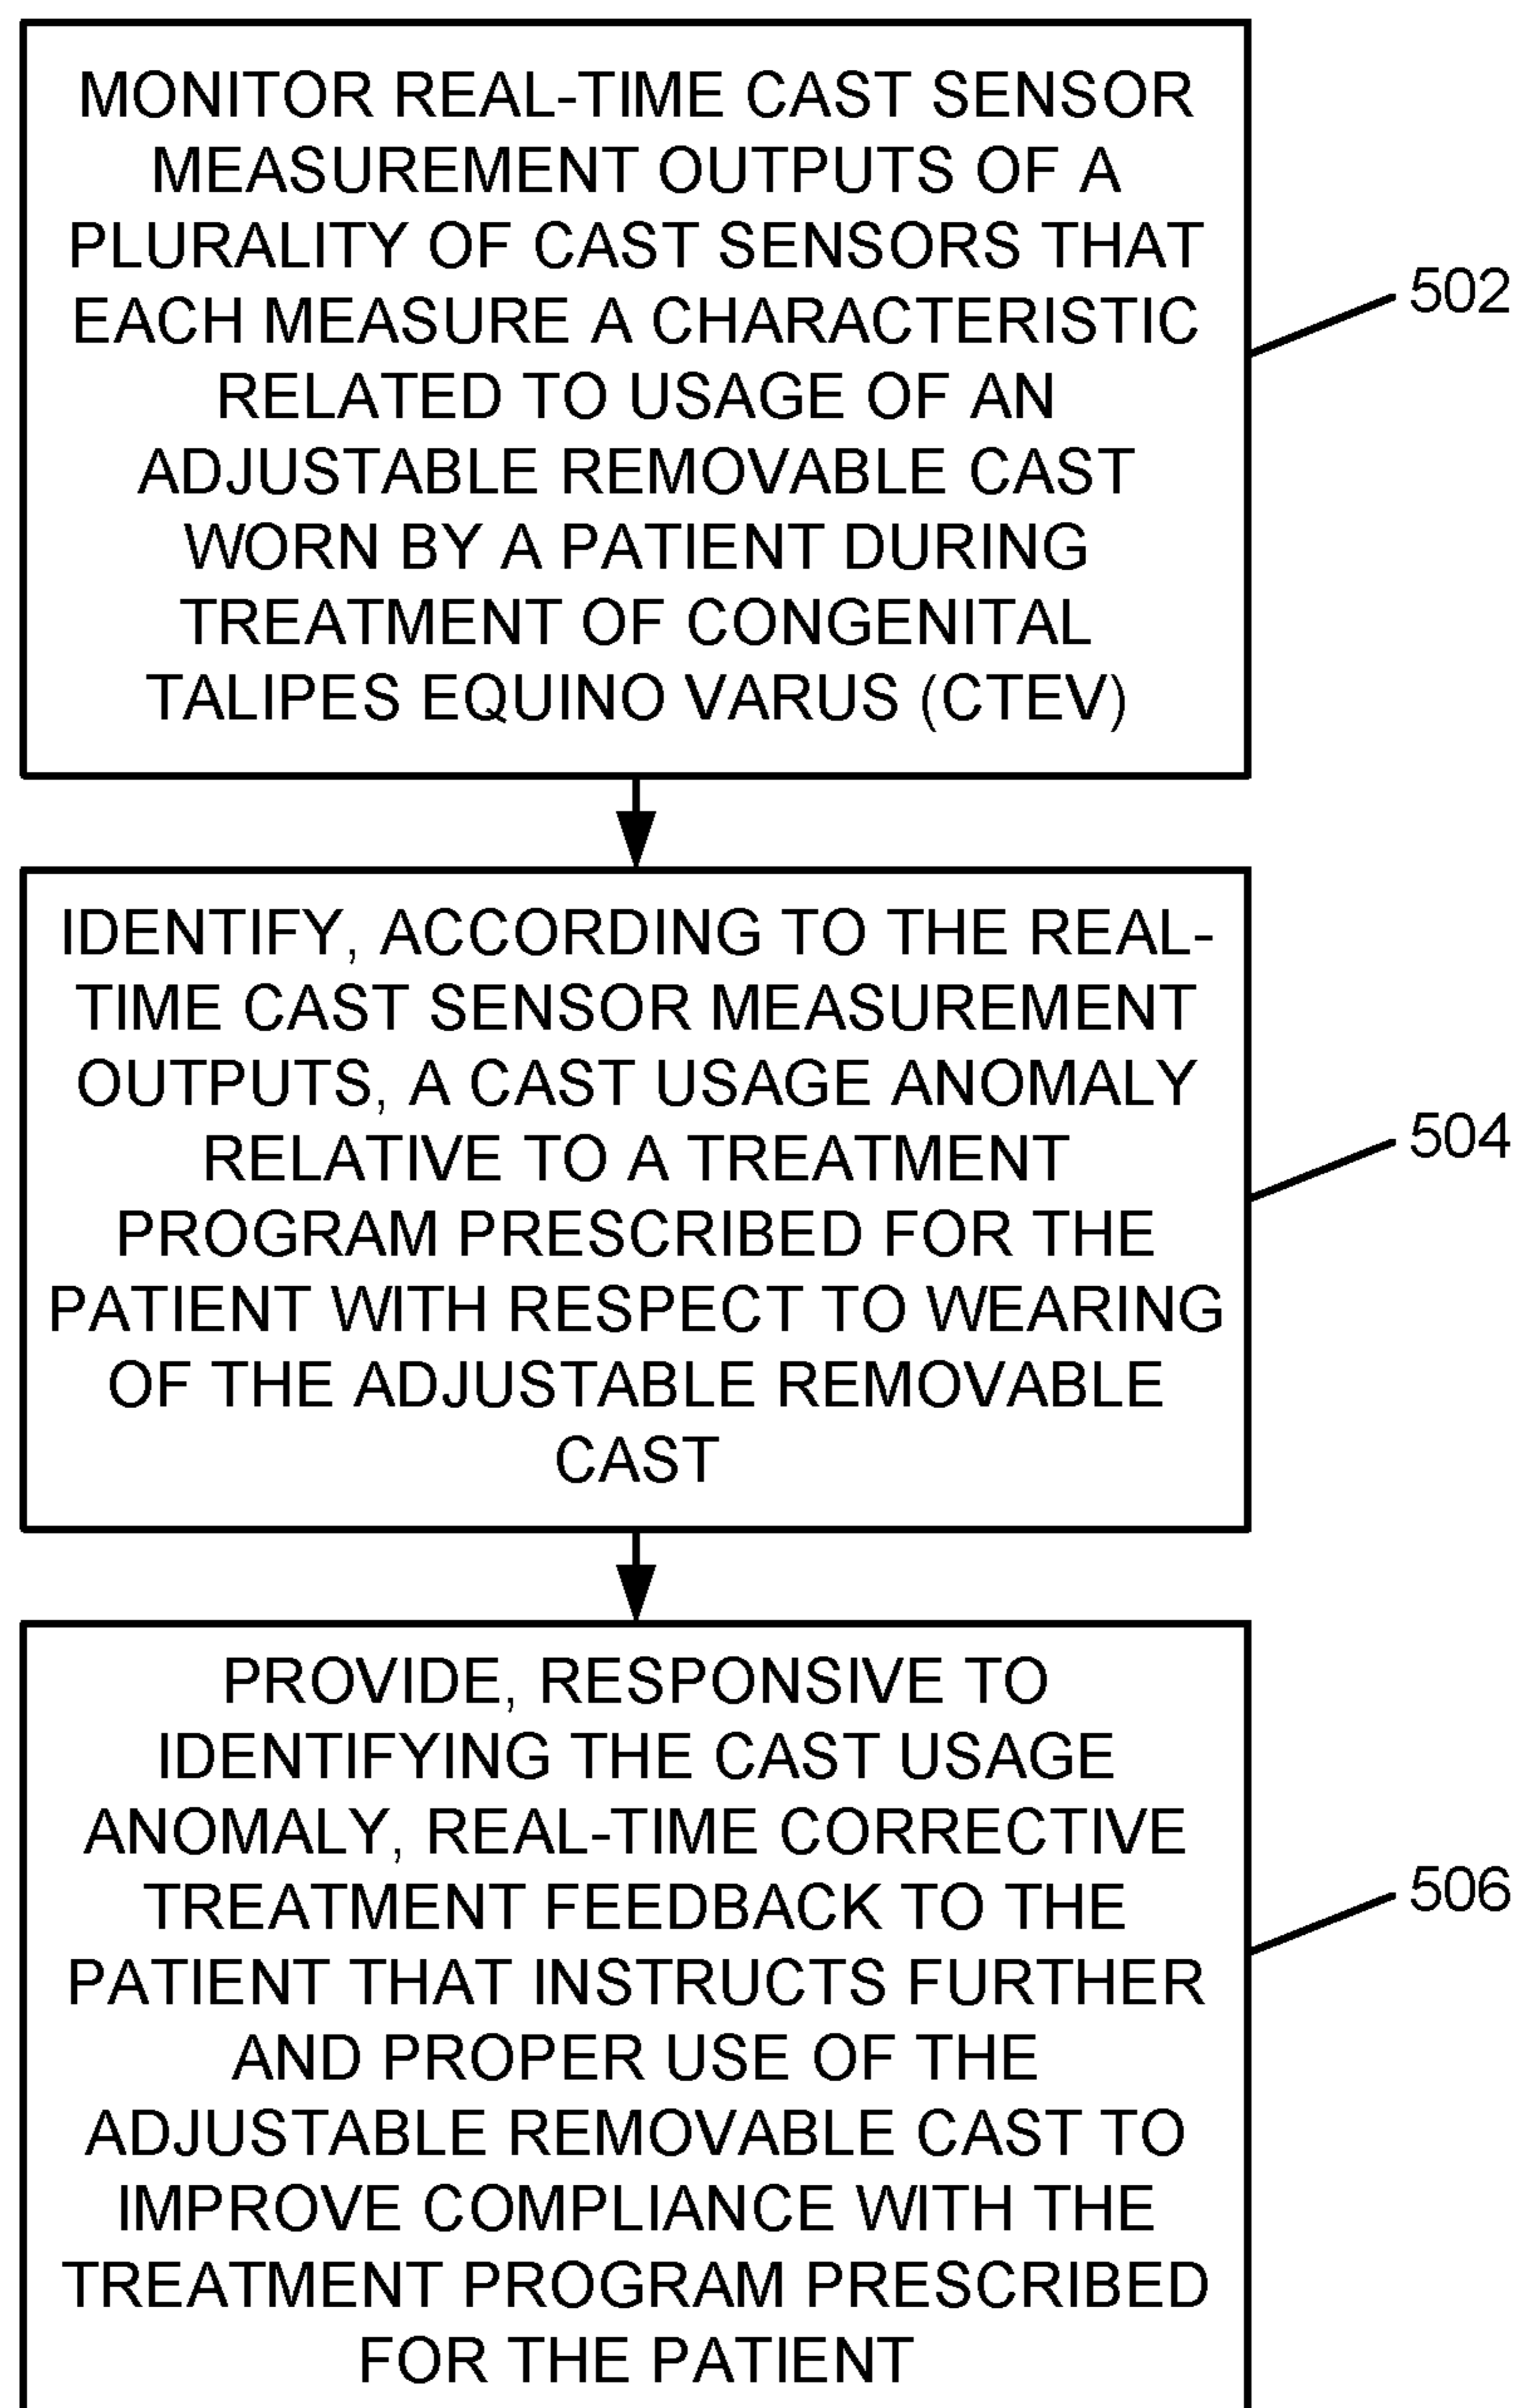 MONITOR REAL-TIME CAST SENSOR
MEASUREMENT OUTPUTS OF A
PLURALITY OF CAST SENSORS THAT
EACH MEASURE A CHARACTERISTIC
RELATED TO USAGE OF AN
ADJUSTABLE REMOVABLE CAST
WORN BY A PATIENT DURING
TREATMENT OF CONGENITAL
TALIPES EQUINO VARUS (CTEV)
502
IDENTIFY, ACCORDING TO THE REAL-
TIME CAST SENSOR MEASUREMENT
OUTPUTS, A CAST USAGE ANOMALY
RELATIVE TO A TREATMENT
PROGRAM PRESCRIBED FOR THE
PATIENT WITH RESPECT TO WEARING
OF THE ADJUSTABLE REMOVABLE
CAST
504
PROVIDE, RESPONSIVE TO
IDENTIFYING THE CAST USAGE
ANOMALY, REAL-TIME CORRECTIVE
TREATMENT FEEDBACK TO THE
PATIENT THAT INSTRUCTS FURTHER
AND PROPER USE OF THE
ADJUSTABLE REMOVABLE CAST TO
IMPROVE COMPLIANCE WITH THE
TREATMENT PROGRAM PRESCRIBED
FOR THE PATIENT
506